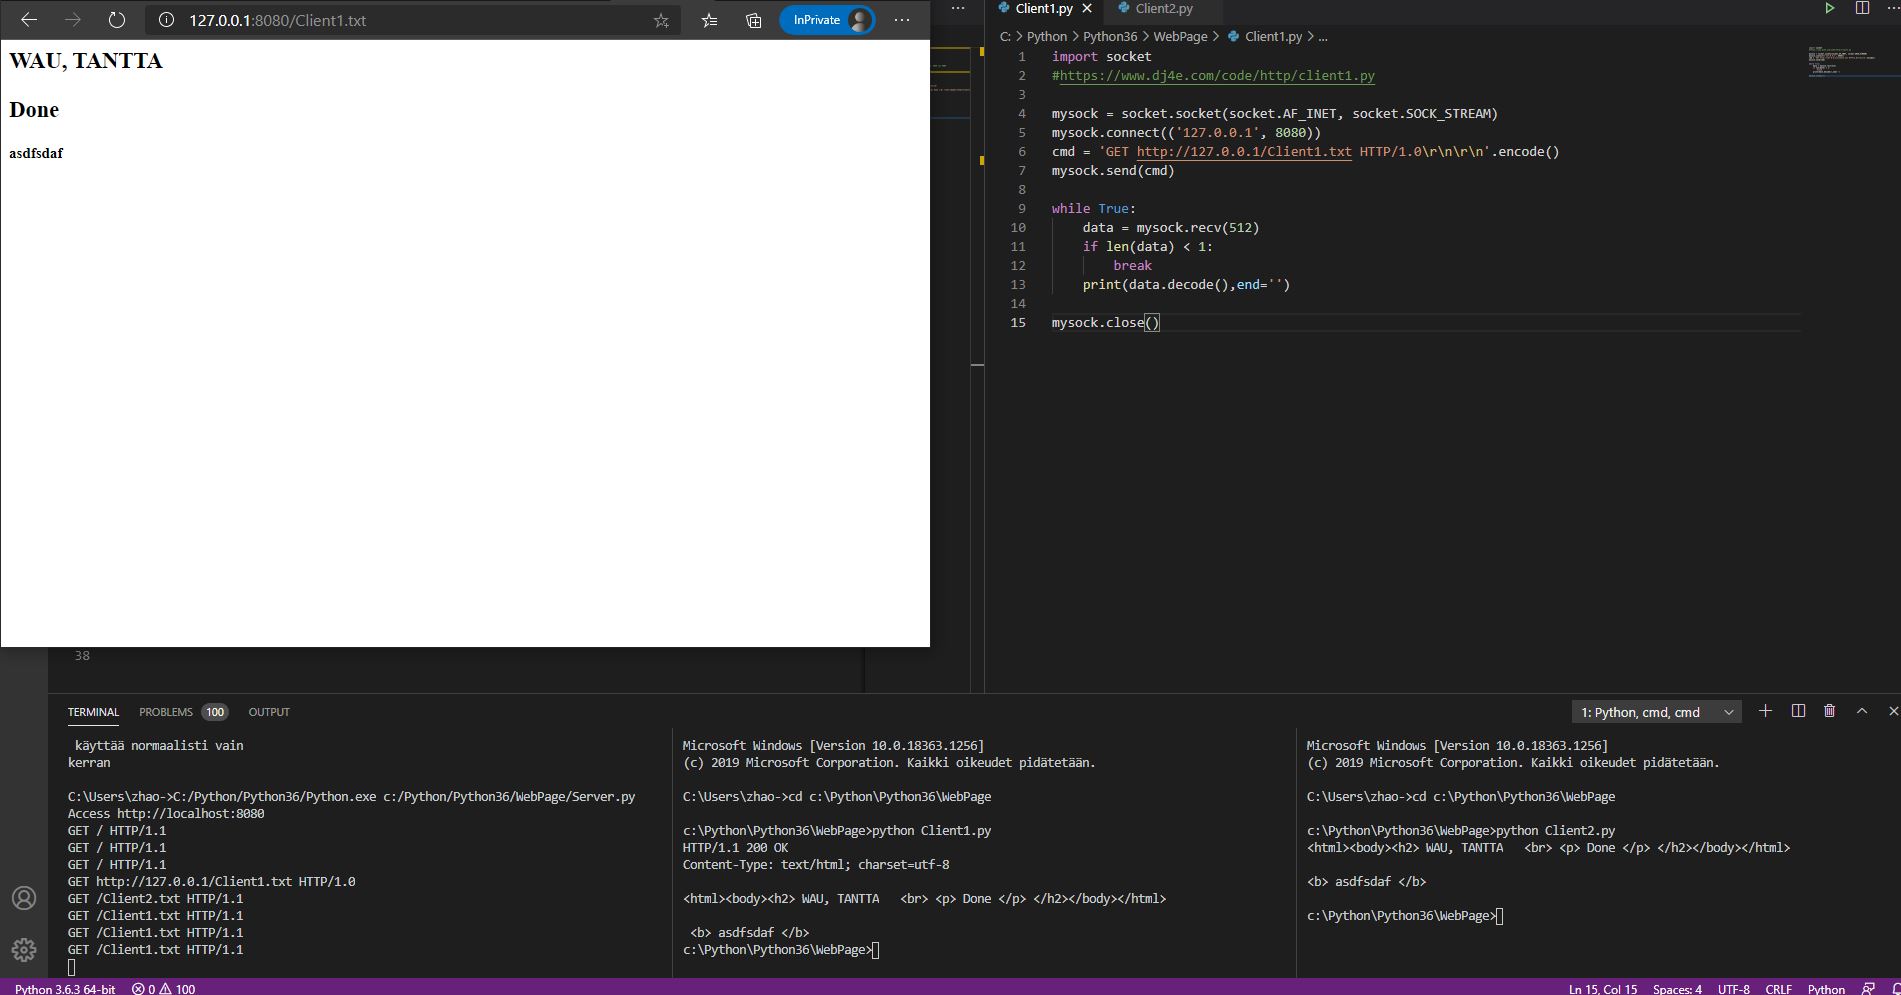 127.0.0.1:8080/Client1.txt
InPrivate
WAU, TANTTA
Done
asdfsdaf
38
Client1.py
Client2.py
C: > Python > Python36 > WebPage > Client1.py > ...
1 import socket
2 #https://www.dj4e.com/code/http/client1.py
3
4 mysock = socket.socket(socket.AF_INET, socket.SOCK_STREAM)
5 mysock.connect(('127.0.0.1', 8080))
6 cmd = 'GET http://127.0.0.1/Client1.txt HTTP/1.0\r\n\r\n'.encode()
7 mysock.send(cmd)
8
9 while True:
10 data = mysock.recv(512)
11 if len(data) < 1:
12 break
13 print(data.decode(),end='')
14
15 mysock.close()
TERMINAL PROBLEMS 100 OUTPUT
1: Python, cmd, cmd
käyttää normaalisti vain
kerran
C:\Users\zhao->C:/Python/Python36/Python.exe c:/Python/Python36/WebPage/Server.py
Access http://localhost:8080
GET / HTTP/1.1
GET / HTTP/1.1
GET / HTTP/1.1
GET http://127.0.0.1/Client1.txt HTTP/1.0
GET /Client2.txt HTTP/1.1
GET /Client1.txt HTTP/1.1
GET /Client1.txt HTTP/1.1
GET /Client1.txt HTTP/1.1
Microsoft Windows [Version 10.0.18363.1256]
(c) 2019 Microsoft Corporation. Kaikki oikeudet pidätetään.
C:\Users\zhao->cd c:\Python\Python36\WebPage
c:\Python\Python36\WebPage>python Client1.py
HTTP/1.1 200 OK
Content-Type: text/html; charset=utf-8
<html><body><h2> WAU, TANTTA <br> <p> Done </p> </h2></body></html>
<b> asdfsdaf </b>
c:\Python\Python36\WebPage>
Microsoft Windows [Version 10.0.18363.1256]
(c) 2019 Microsoft Corporation. Kaikki oikeudet pidätetään.
C:\Users\zhao->cd c:\Python\Python36\WebPage
c:\Python\Python36\WebPage>python Client2.py
<html><body><h2> WAU, TANTTA <br> <p> Done </p> </h2></body></html>
<b> asdfsdaf </b>
c:\Python\Python36\WebPage>
Python 3.6.3 64-bit 0 100
Ln 15, Col 15 Spaces: 4 UTF-8 CRLF Python